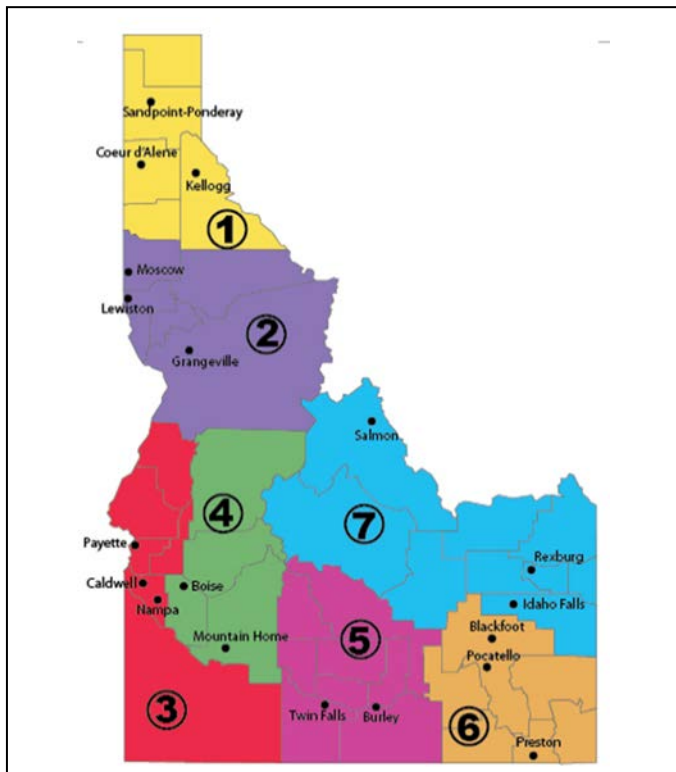 Sandpoint-Ponderay
Coeur d'Alene
Kellogg
1
Moscow
Lewiston
2
Grangeville
Salmon
4
7
Payette
Rexburg
Caldwell
Boise
Nampa
Idaho Falls
Blackfoot
Mountain Home
5
Pocatello
3
Twin Falls
Burley
6
Preston